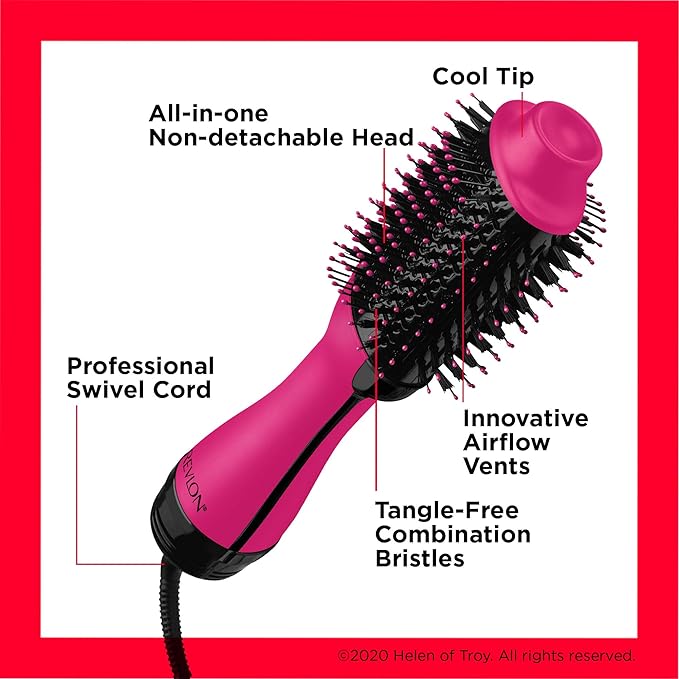 Cool Tip
All-in-one
Non-detachable Head
Professional
Swivel Cord
Innovative
Airflow
Vents
REVLON®
Tangle-Free
Combination
Bristles
©2020 Helen of Troy. All rights reserved.